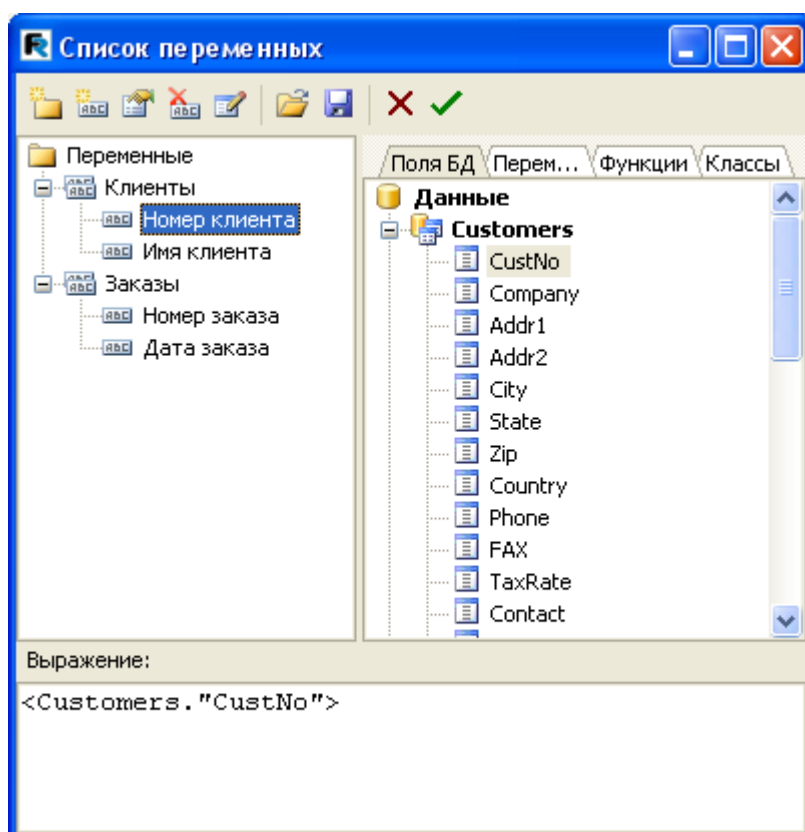 Список переменных
Переменные
Клиенты
Номер клиента
Имя клиента
Заказы
Номер заказа
Дата заказа
Поля БД Перем... Функции Классы
Данные
Customers
CustNo
Company
Addr1
Addr2
City
State
Zip
Country
Phone
FAX
TaxRate
Contact
Выражение:
<Customers."CustNo">